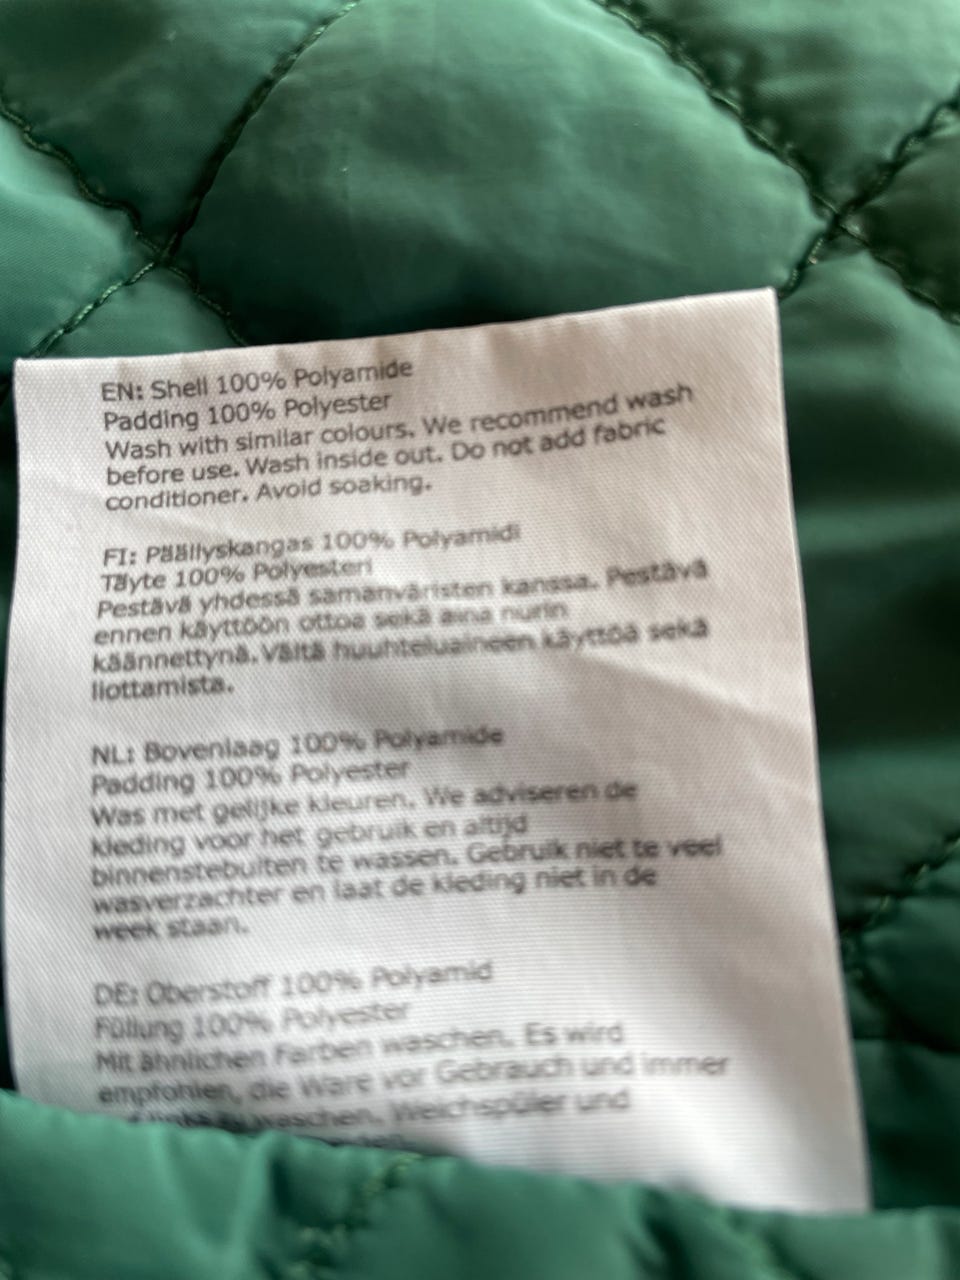 EN: Shell 100% Polyamide
Padding 100% Polyester
Wash with similar colours. We recommend wash
before use. Wash inside out. Do not add fabric
conditioner. Avoid soaking.
FI: Päällyskangas 100% Polyamidi
Täyte 100% Polyesteri
Pestävä yhdessä samanväristen kanssa. Pestävä
ennen käyttöön ottoa sekä aina nurin
käännettynä. Vältä huuhteluaineen käyttöä sekä
liottamista.
NL: Bovenlaag 100% Polyamide
Padding 100% Polyester
Was met gelijke kleuren. We adviseren de
kleding voor het gebruik en altijd
binnenstebuiten te wassen. Gebruik niet te veel
wasverzachter en laat de kleding niet in de
week staan.
DE: Oberstoff 100% Polyamid
Füllung 100% Polyester
Mit ähnlichen Farben waschen. Es wird
empfohlen, die Ware vor Gebrauch und immer
waschen. Weichspüler und